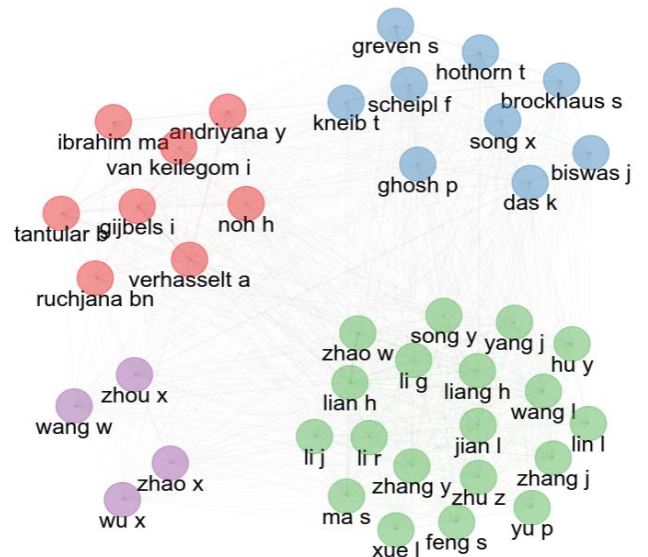 greven s
hothorn t
brockhaus s
scheipl f
kneib t
song x
biswas j
ghosh p
das k
andriyana y
ibrahim ma
van keilegom i
noh h
tantular b
gijbels i
verhasselt a
ruchjana bn
song y
yang j
zhao w
hu y
li g
liang h
lian h
wang l
lin l
jian l
li j
li r
zhang j
zhang y
zhu z
ma s
yu p
feng s
xue l
zhou x
wang w
zhao x
wu x